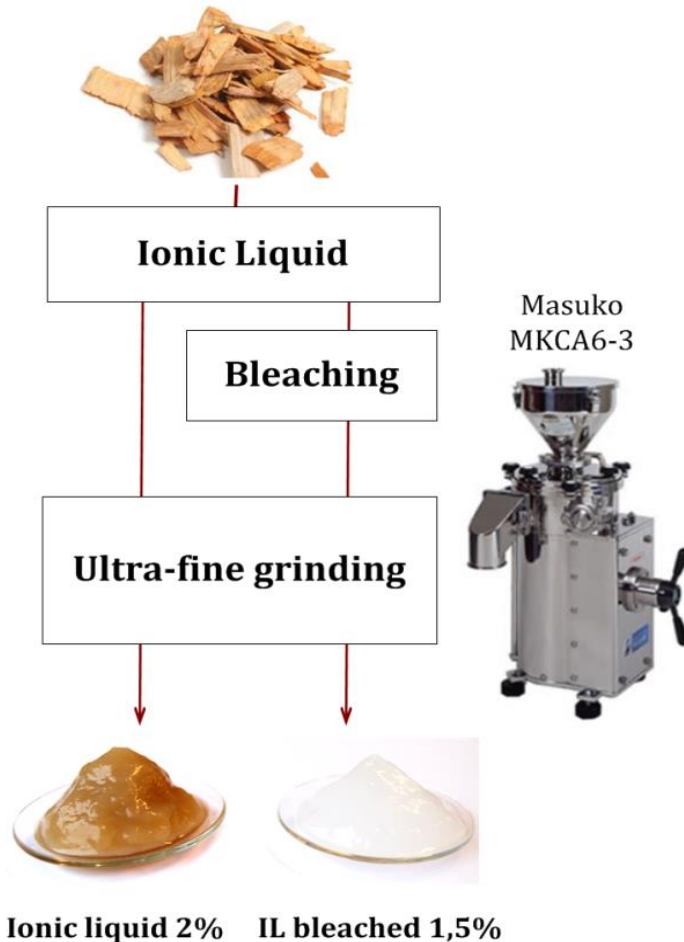 Ionic Liquid
Masuko
MKCA6-3
Bleaching
Ultra-fine grinding
Ionic liquid 2%
IL bleached 1,5%